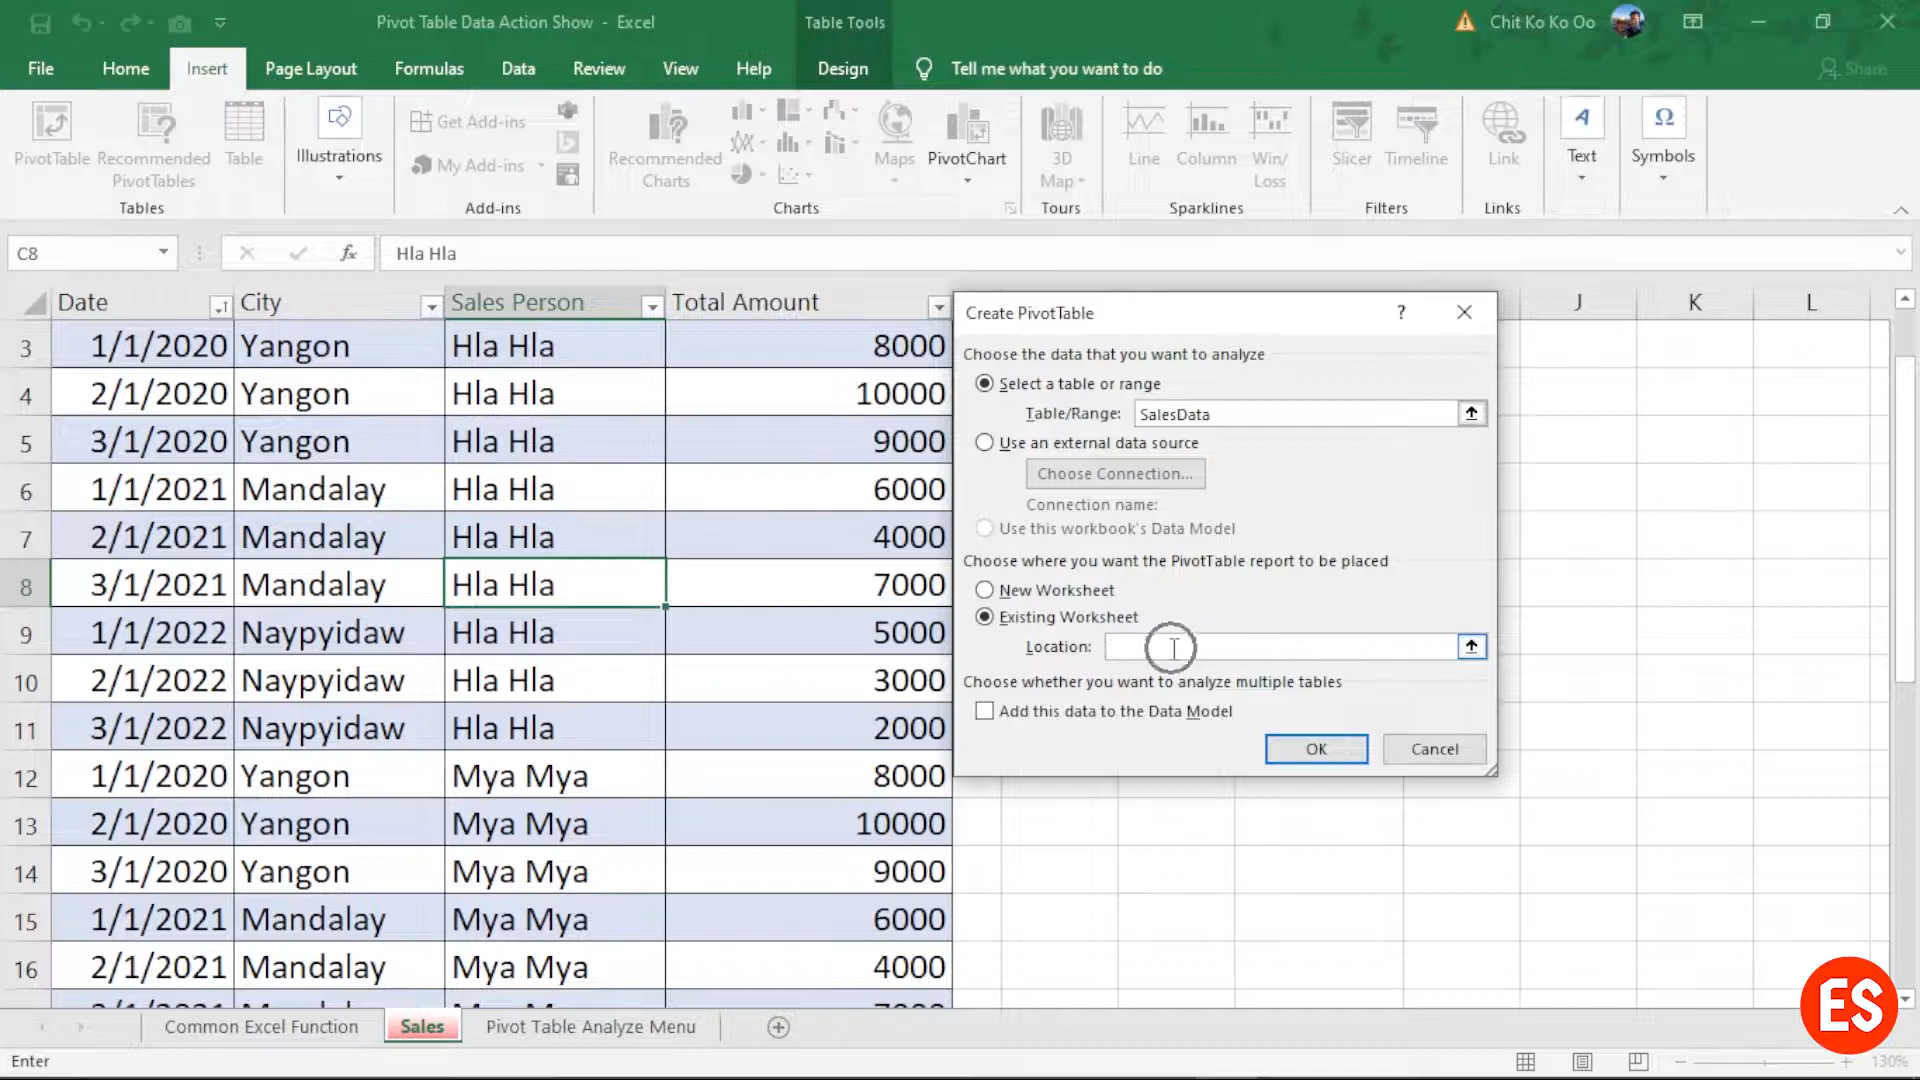 Pivot Table Data Action Show - Excel
Table Tools
Chit Ko Ko Oo
File Home Insert Page Layout Formulas Data Review View Help Design Tell me what you want to do Share
PivotTable
Recommended PivotTables
Table
Tables
Illustrations
Get Add-ins
My Add-ins
Add-ins
Recommended Charts
Maps
PivotChart
Charts
3D Map
Tours
Line
Column
Win/Loss
Sparklines
Slicer
Timeline
Filters
Link
Links
Text
Symbols
C8
fx
Hla Hla
Date City Sales Person Total Amount J K L
3 1/1/2020 Yangon Hla Hla 8000
4 2/1/2020 Yangon Hla Hla 10000
5 3/1/2020 Yangon Hla Hla 9000
6 1/1/2021 Mandalay Hla Hla 6000
7 2/1/2021 Mandalay Hla Hla 4000
8 3/1/2021 Mandalay Hla Hla 7000
9 1/1/2022 Naypyidaw Hla Hla 5000
10 2/1/2022 Naypyidaw Hla Hla 3000
11 3/1/2022 Naypyidaw Hla Hla 2000
12 1/1/2020 Yangon Mya Mya 8000
13 2/1/2020 Yangon Mya Mya 10000
14 3/1/2020 Yangon Mya Mya 9000
15 1/1/2021 Mandalay Mya Mya 6000
16 2/1/2021 Mandalay Mya Mya 4000
Create PivotTable ?
Choose the data that you want to analyze
Select a table or range
Table/Range: SalesData
Use an external data source
Choose Connection...
Connection name:
Use this workbook's Data Model
Choose where you want the PivotTable report to be placed
New Worksheet
Existing Worksheet
Location:
Choose whether you want to analyze multiple tables
Add this data to the Data Model
OK Cancel
Common Excel Function Sales Pivot Table Analyze Menu
Enter
130%
ES